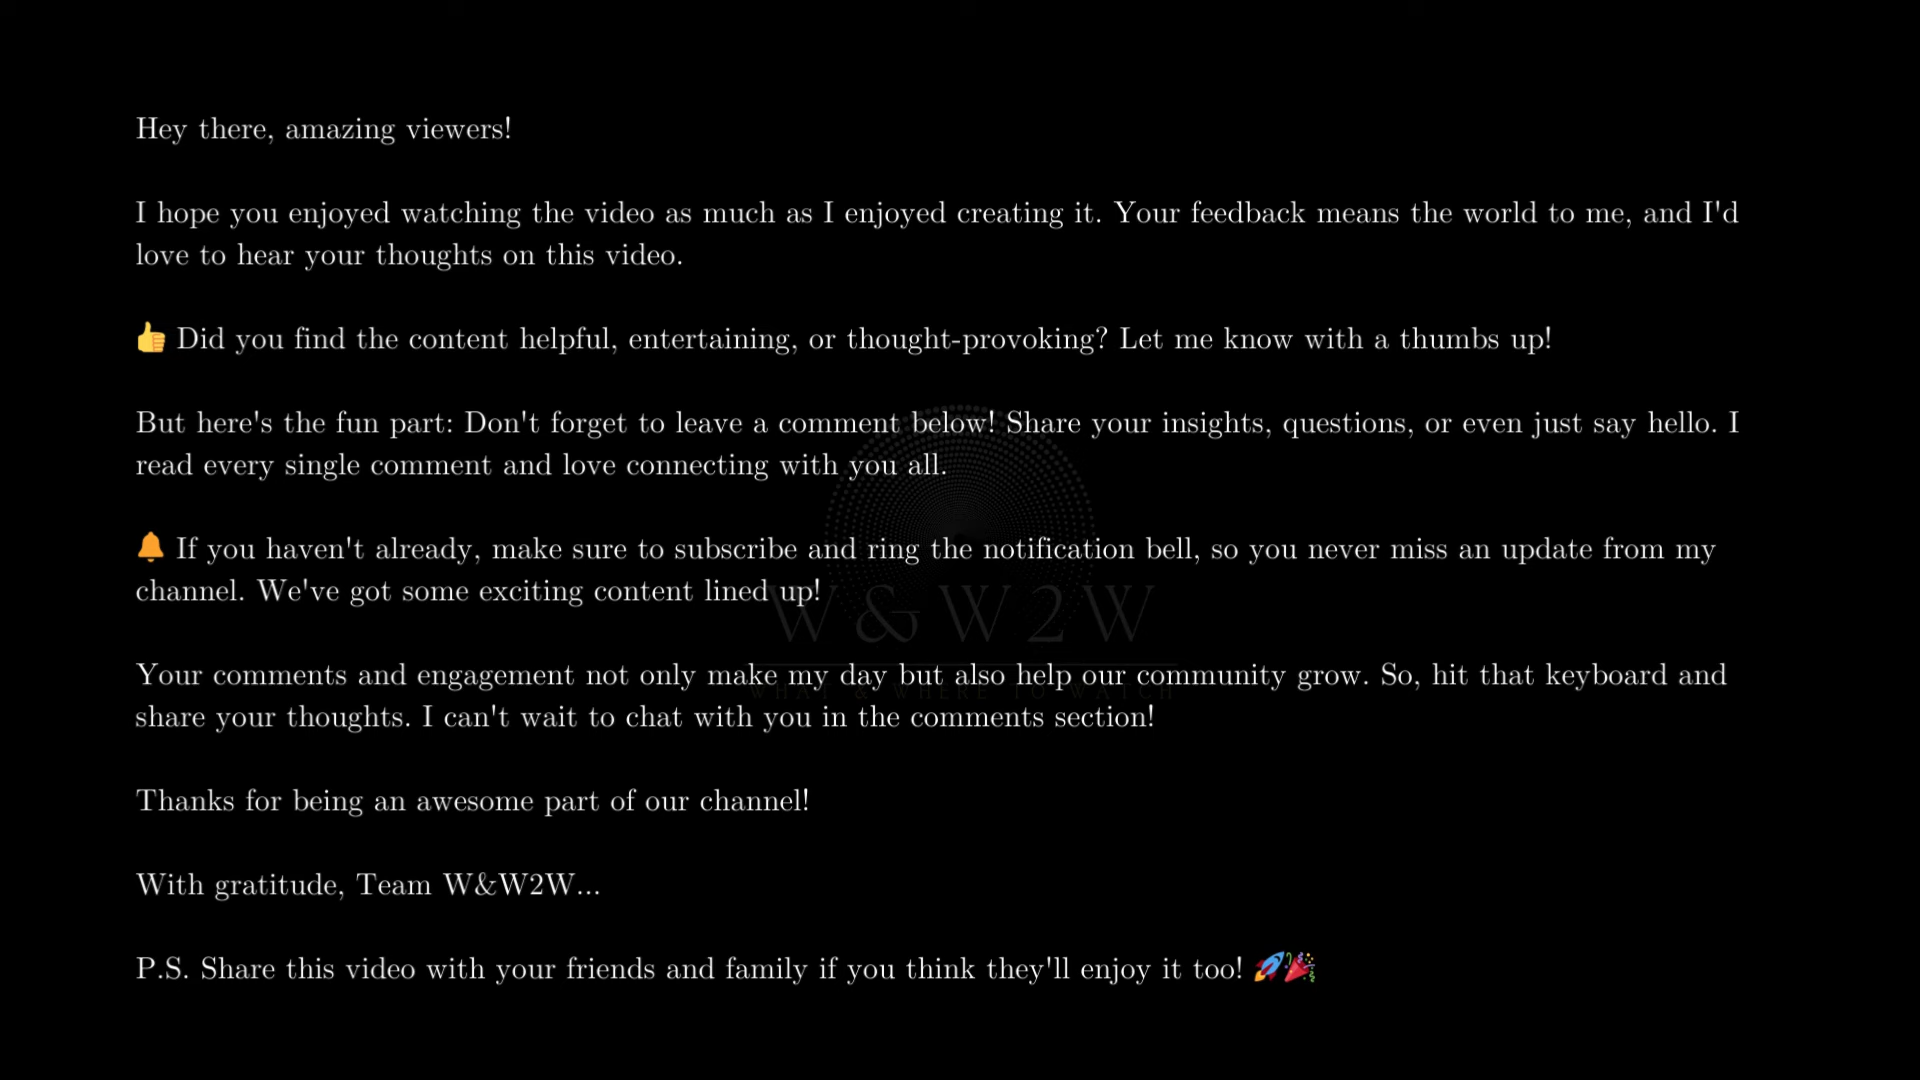 Hey there, amazing viewers!
I hope you enjoyed watching the video as much as I enjoyed creating it. Your feedback means the world to me, and I'd
love to hear your thoughts on this video.
👍 Did you find the content helpful, entertaining, or thought-provoking? Let me know with a thumbs up!
But here's the fun part: Don't forget to leave a comment below! Share your insights, questions, or even just say hello. I
read every single comment and love connecting with you all.
🔔 If you haven't already, make sure to subscribe and ring the notification bell, so you never miss an update from my
channel. We've got some exciting content lined up!
W&W2W
Your comments and engagement not only make my day but also help our community grow. So, hit that keyboard and
WHAT & WHERE TO WATCH
share your thoughts. I can't wait to chat with you in the comments section!
Thanks for being an awesome part of our channel!
With gratitude, Team W&W2W...
P.S. Share this video with your friends and family if you think they'll enjoy it too! 🚀🎉